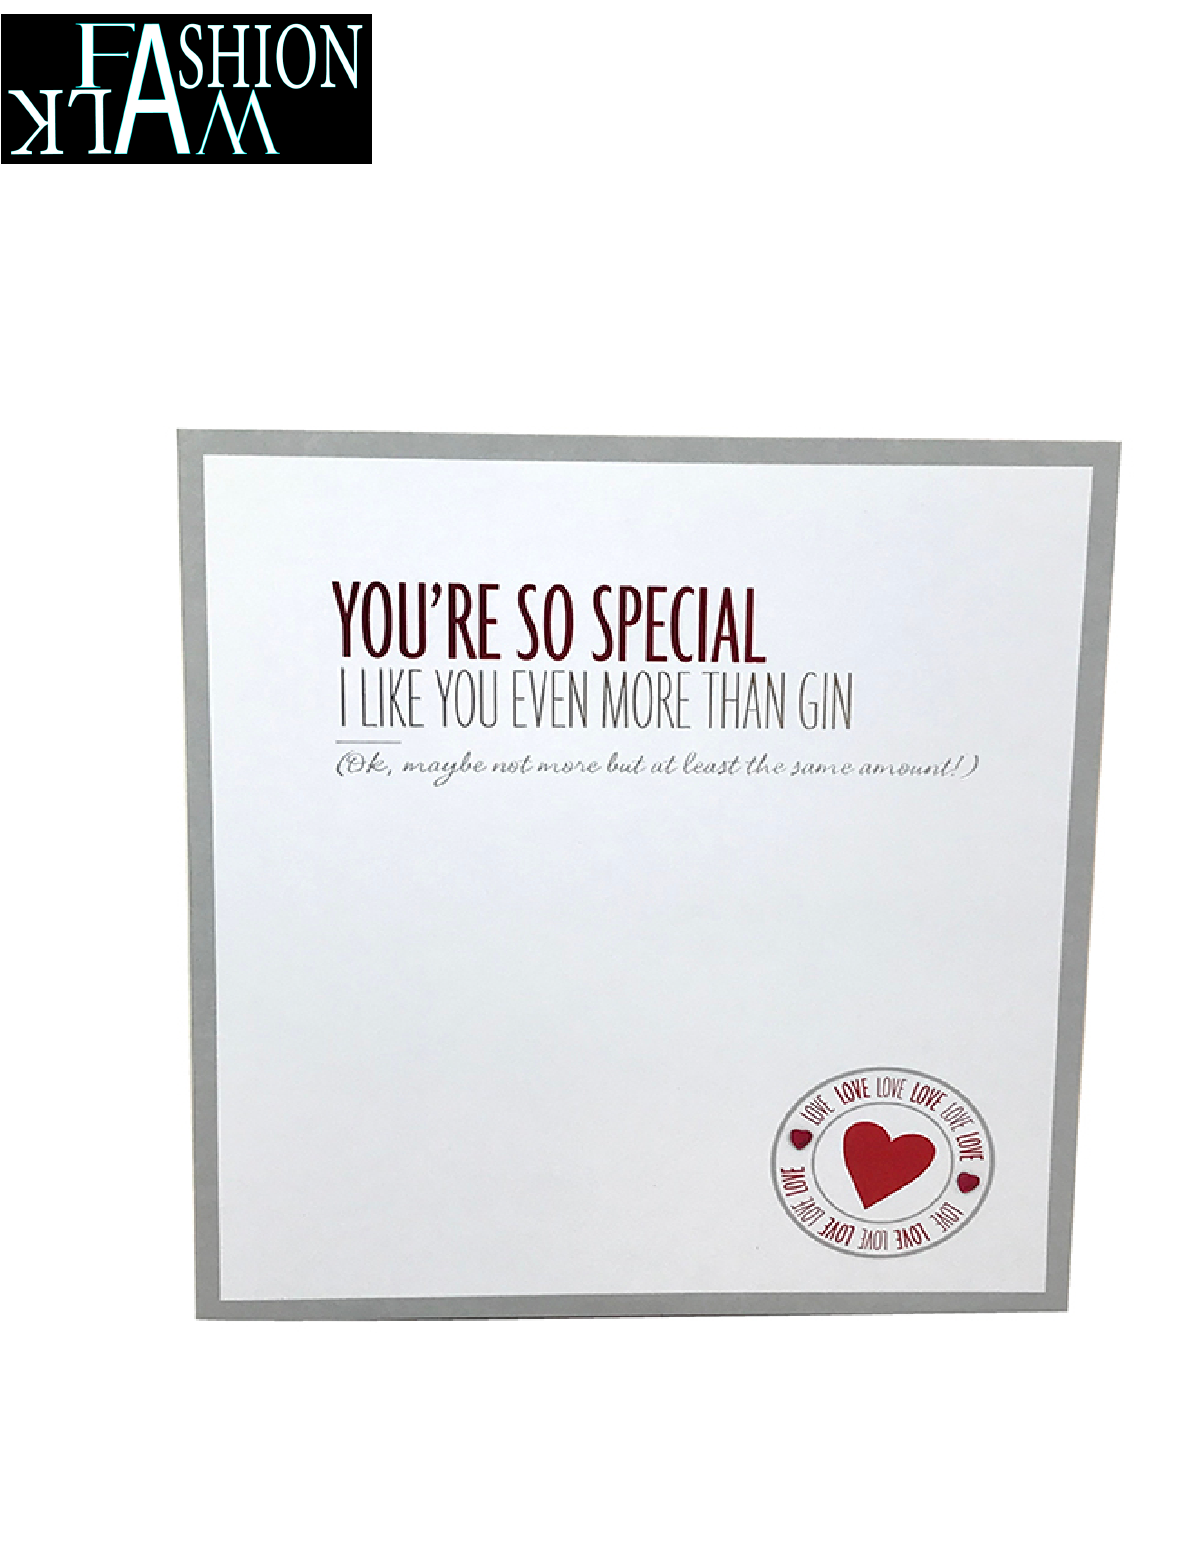 FASHION
WALK
YOU'RE SO SPECIAL
I LIKE YOU EVEN MORE THAN GIN
(Ok, maybe not more but at least the same amount!)
LOVE LOVE LOVE LOVE LOVE LOVE
LOVE LOVE LOVE LOVE LOVE LOVE